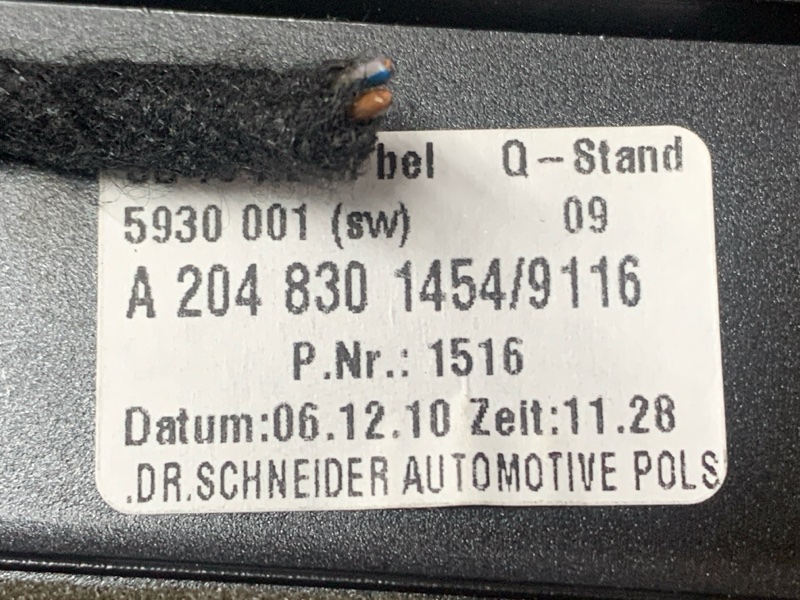 bel Q-Stand
5930 001 (sw) 09
A 204 830 1454/9116
P.Nr.: 1516
Datum:06.12.10 Zeit:11.28
.DR.SCHNEIDER AUTOMOTIVE POLS